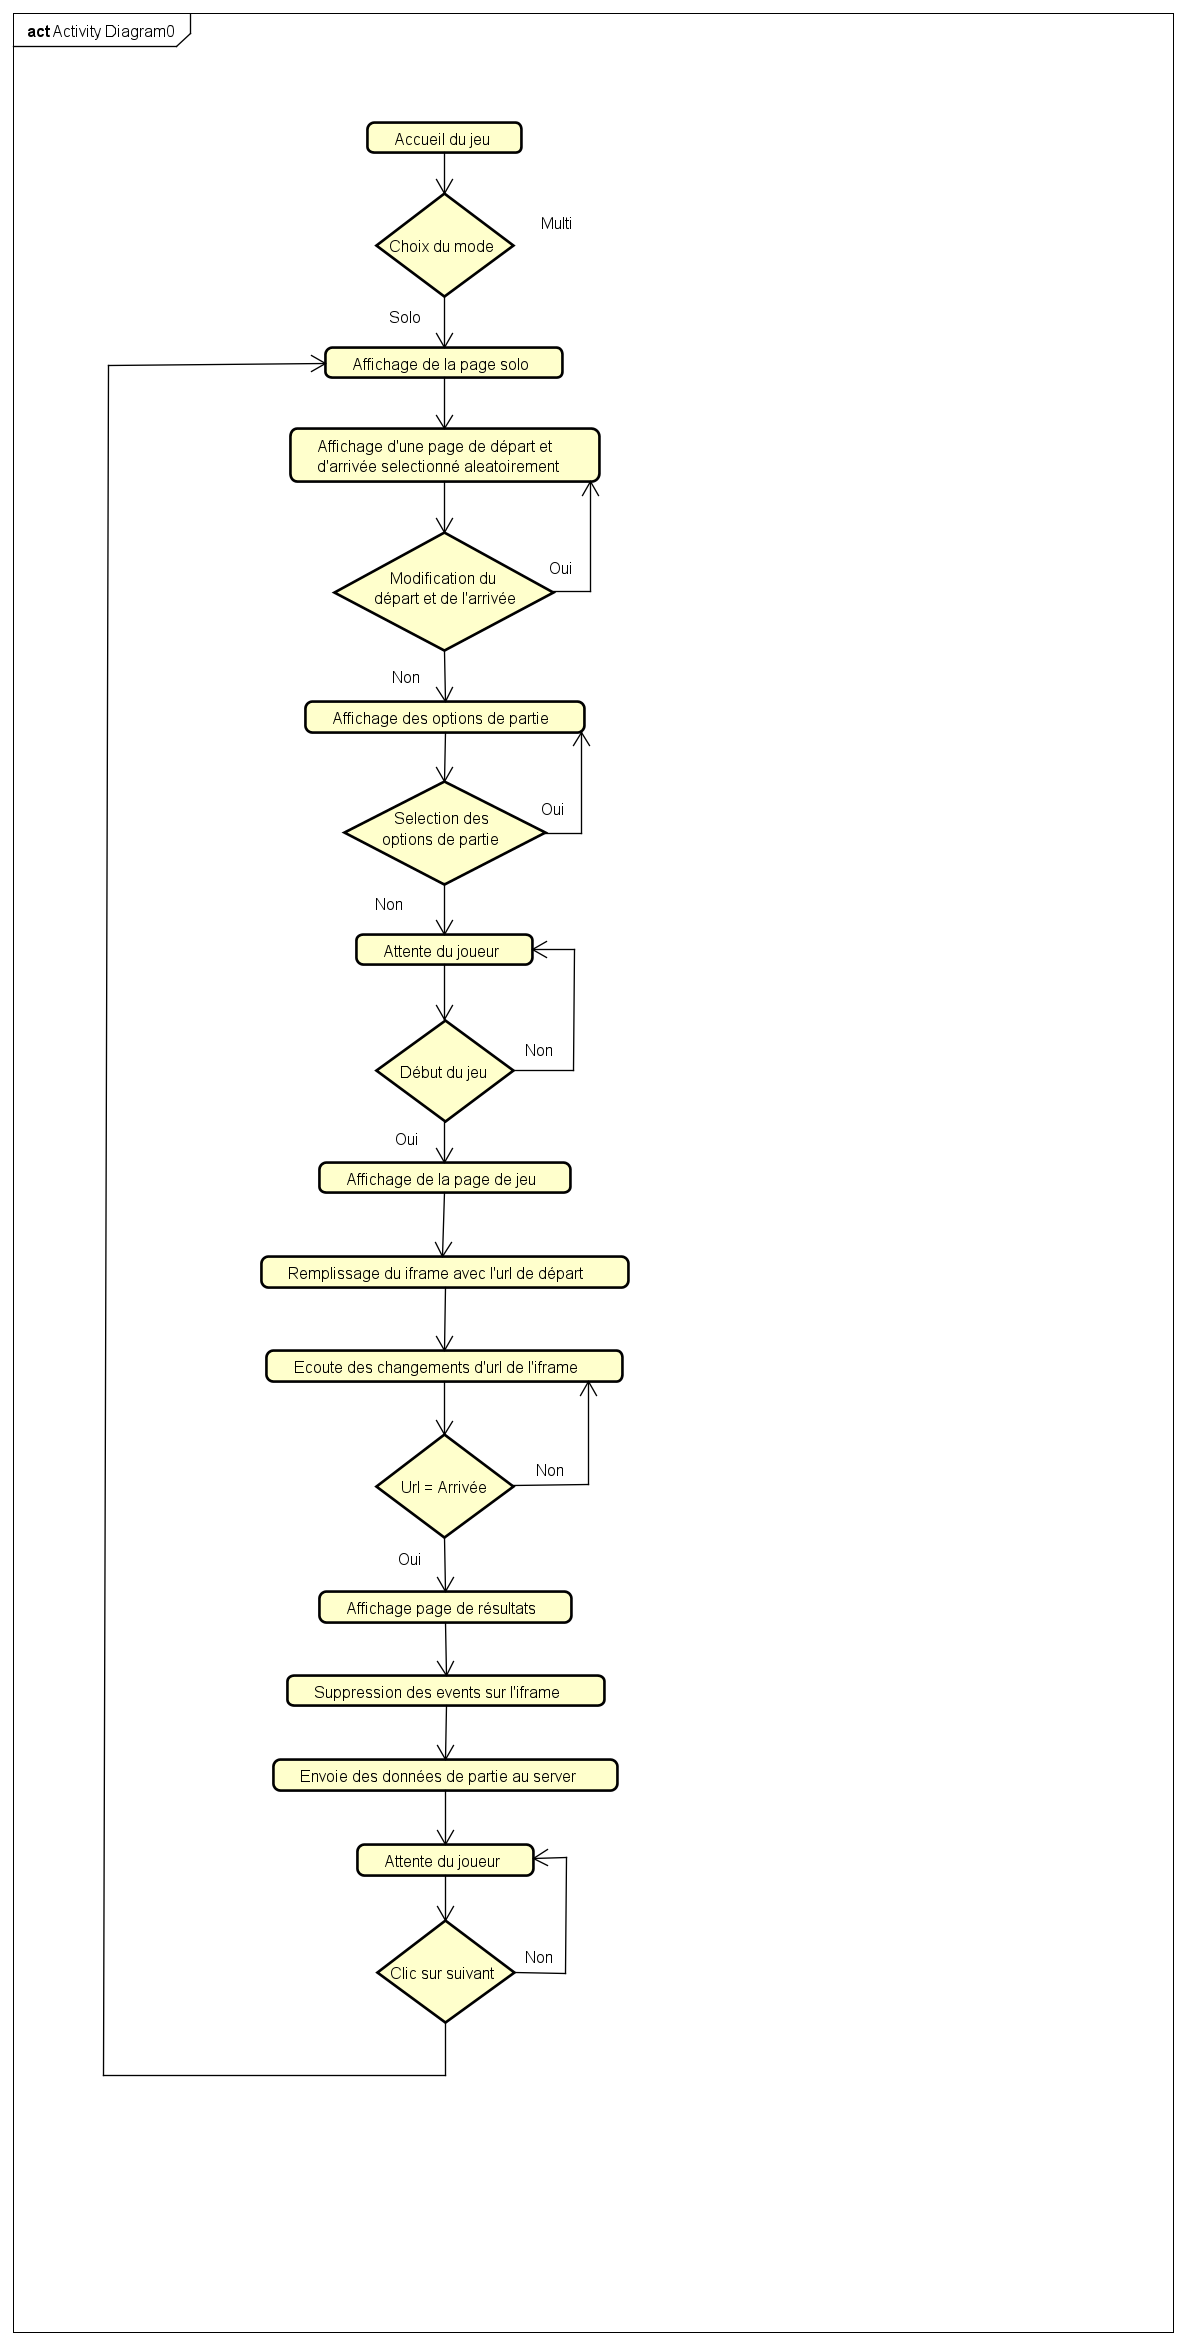 act Activity Diagram0
Accueil du jeu
Multi
Choix du mode
Solo
Affichage de la page solo
Affichage d'une page de départ et
d'arrivée selectionné aleatoirement
Oui
Modification du
départ et de l'arrivée
Non
Affichage des options de partie
Oui
Selection des
options de partie
Non
Attente du joueur
Non
Début du jeu
Oui
Affichage de la page de jeu
Remplissage du iframe avec l'url de départ
Ecoute des changements d'url de l'iframe
Non
Url = Arrivée
Oui
Affichage page de résultats
Suppression des events sur l'iframe
Envoie des données de partie au server
Attente du joueur
Non
Clic sur suivant